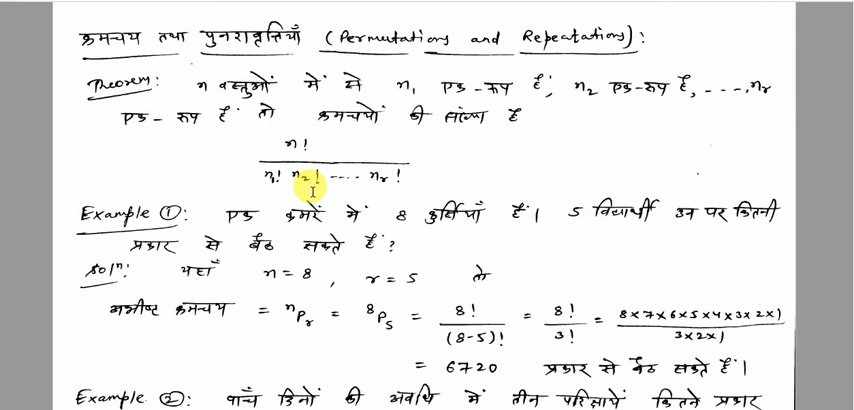 क्रमचय तथा पुनरावृत्तियाँ (Permutations and Repeatations):
Theorem: n वस्तुओं में से n₁ एक-रूप हैं, n₂ एक-रूप हैं, ----, nᵣ
एक-रूप हैं तो क्रमचयों की संख्या है
n!
n₁! n₂! ---- nᵣ!
Example ①: एक कमरें में 8 कुर्सियाँ हैं। 5 विद्यार्थी उन पर कितनी
प्रकार से बैठ सकते हैं?
Solⁿ: यहाँ n = 8, r = 5 तो
अभीष्ट क्रमचय = ⁿPᵣ = ⁸P₅ = 8!/(8-5)! = 8!/3! = 8×7×6×5×4×3×2×1/3×2×1
= 6720 प्रकार से बैठ सकते हैं।
Example ②: पाँच दिनों की अवधि में तीन परिक्षायें कितने प्रकार